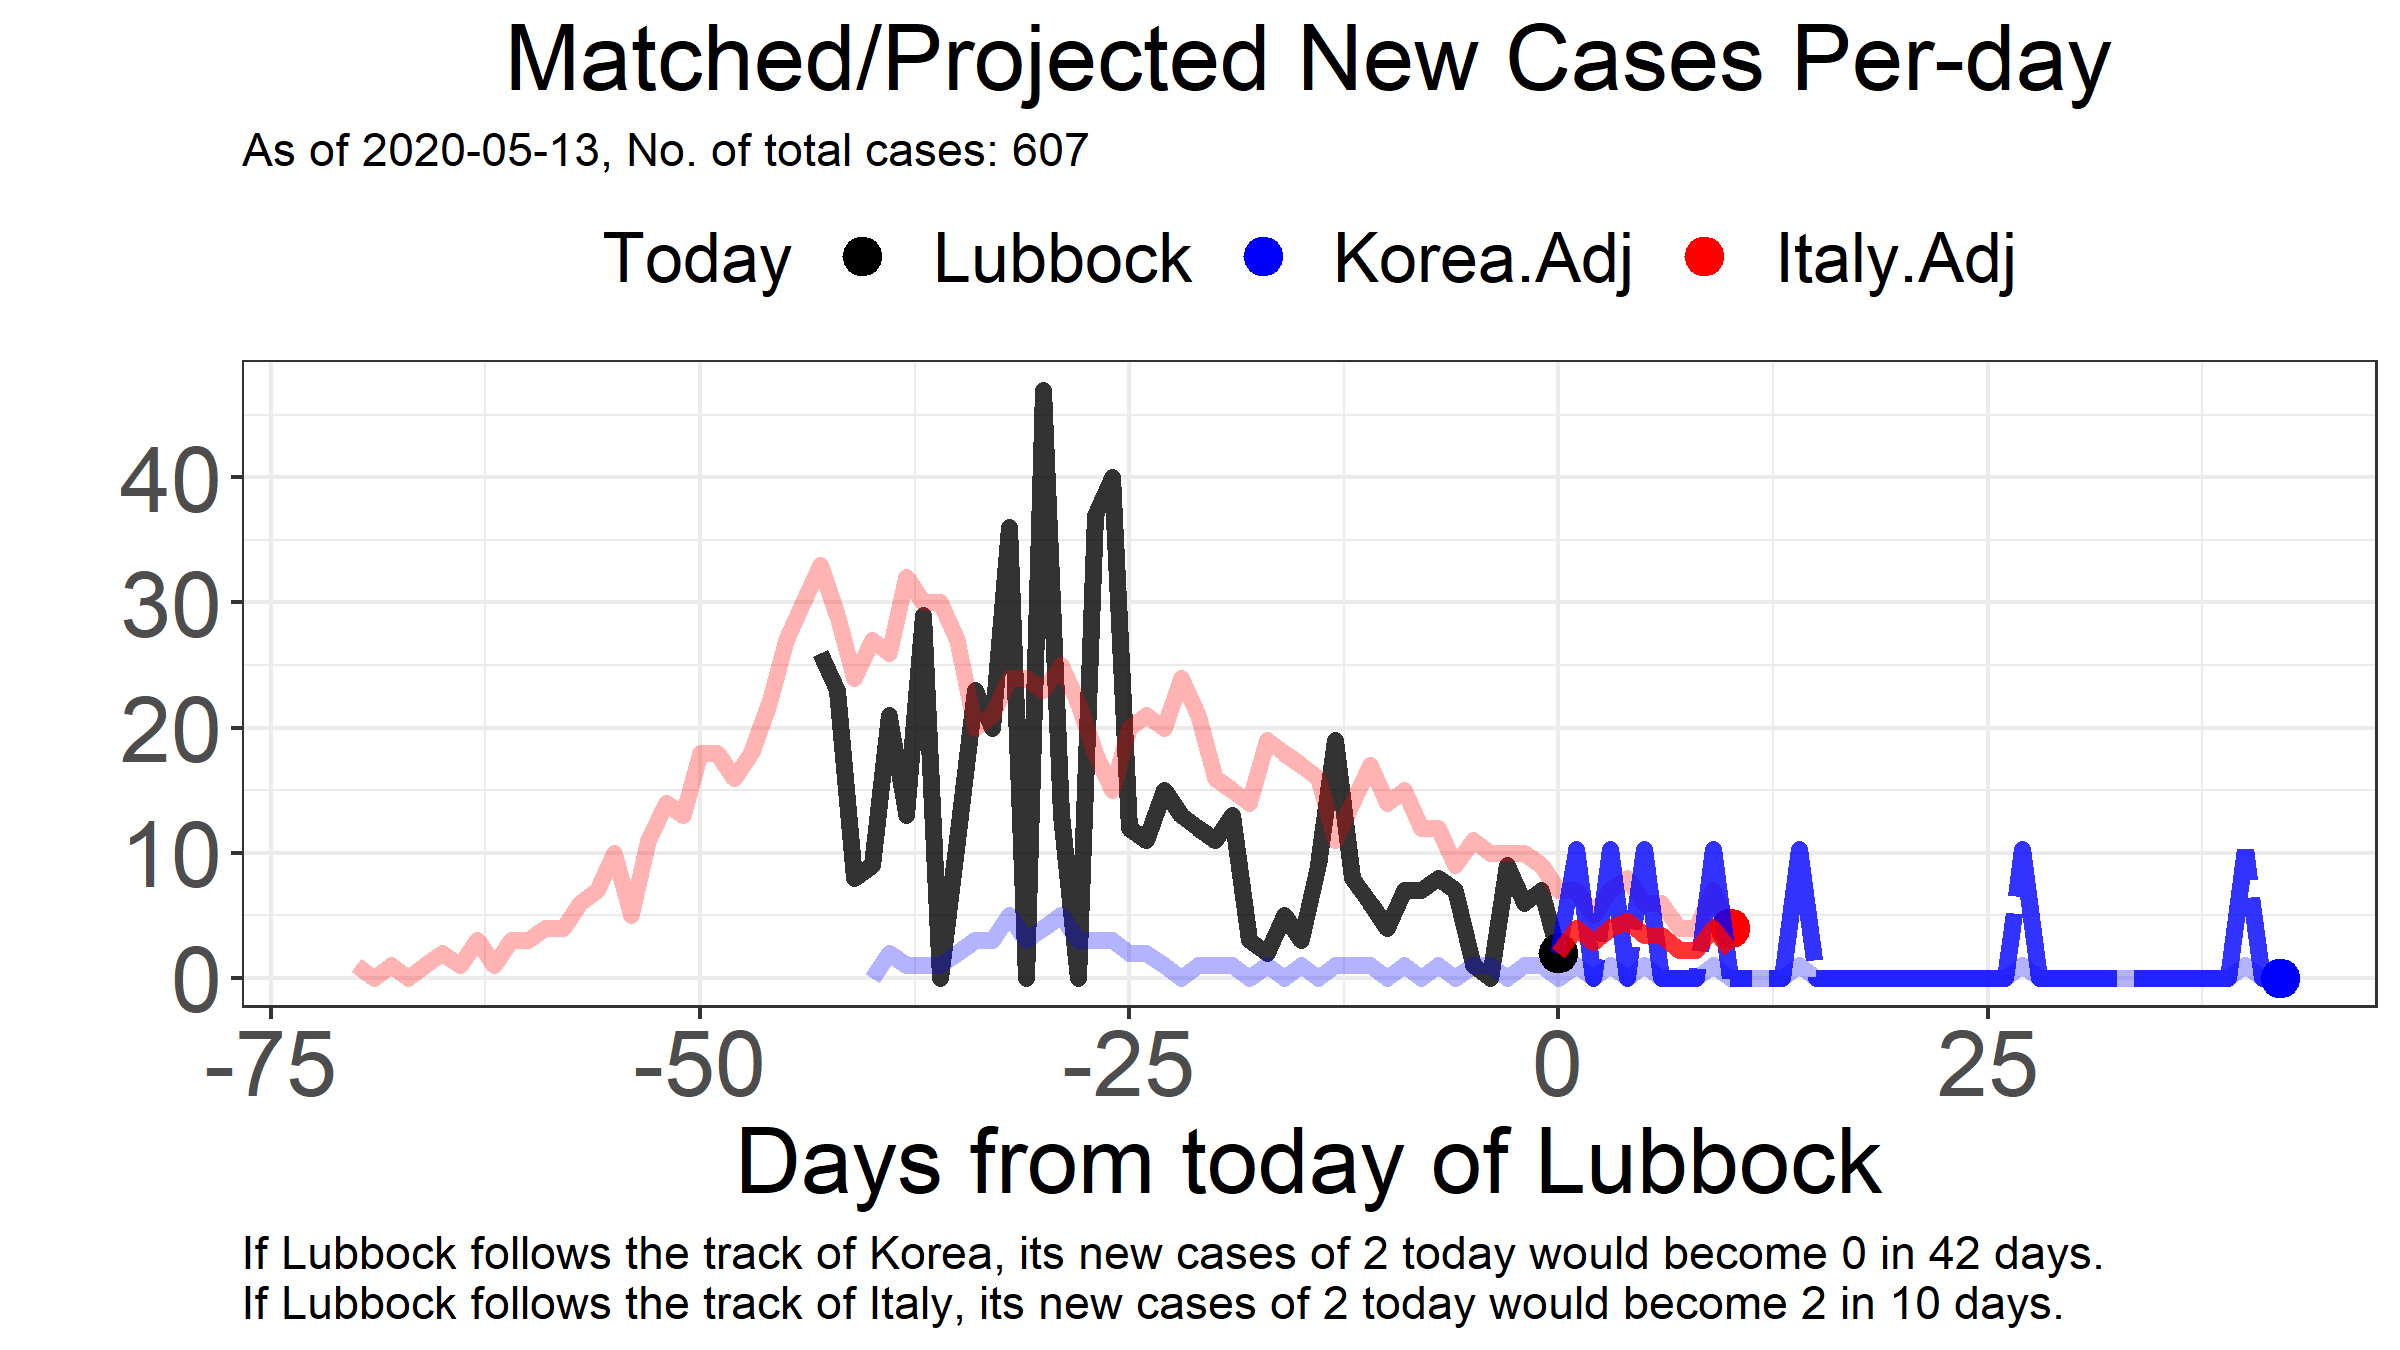 Matched/Projected New Cases Per-day
As of 2020-05-13, No. of total cases: 607
Today Lubbock Korea.Adj Italy.Adj
40
30
20
10
0
-75 -50 -25 0 25
Days from today of Lubbock
If Lubbock follows the track of Korea, its new cases of 2 today would become 0 in 42 days.
If Lubbock follows the track of Italy, its new cases of 2 today would become 2 in 10 days.